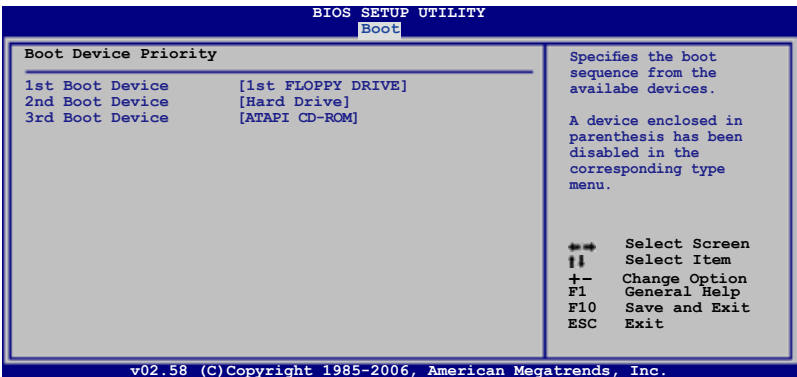 BIOS SETUP UTILITY
Boot
Boot Device Priority
1st Boot Device [1st FLOPPY DRIVE]
2nd Boot Device [Hard Drive]
3rd Boot Device [ATAPI CD-ROM]
Specifies the boot
sequence from the
availabe devices.
A device enclosed in
parenthesis has been
disabled in the
corresponding type
menu.
←→ Select Screen
↑↓ Select Item
+- Change Option
F1 General Help
F10 Save and Exit
ESC Exit
v02.58 (C)Copyright 1985-2006, American Megatrends, Inc.